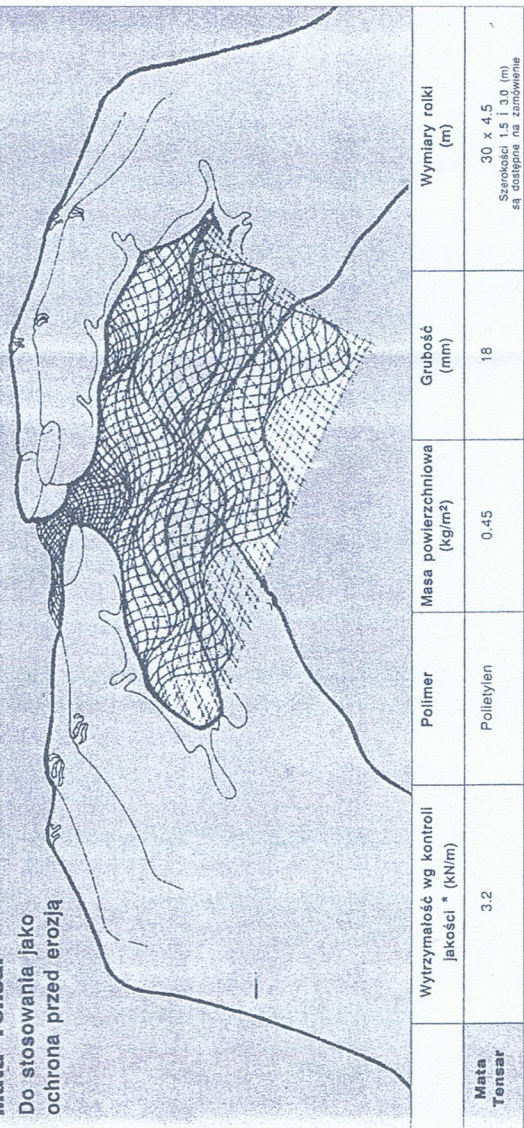 Mata Tensar
Do stosowania jako
ochrona przed erozją
Wytrzymałość wg kontroli
jakości * (kN/m)
Polimer
Masa powierzchniowa
(kg/m²)
Grubość
(mm)
Wymiary rolki
(m)
Mata
Tensar
3.2
Polietylen
0.45
18
30 x 4.5
Szerokości 1.5 i 3.0 (m)
są dostępne na zamówienie